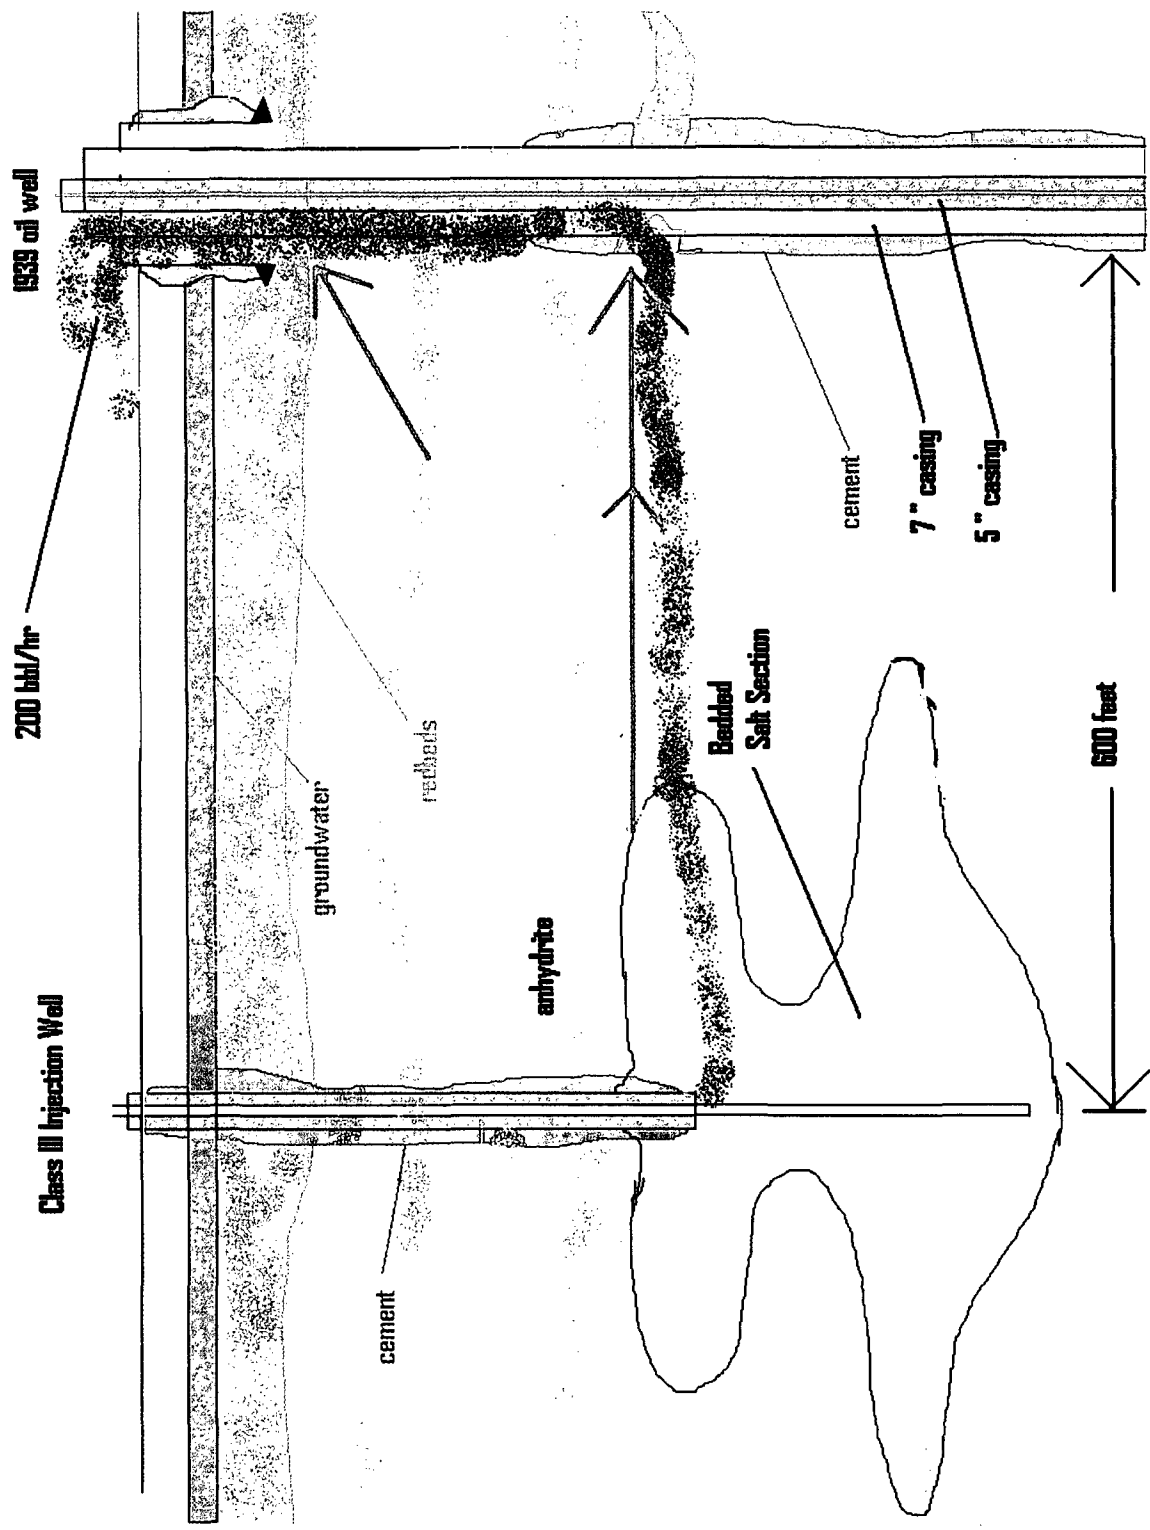 Class III Injection Well
200 bbl/hr
1939 oil well
groundwater
redbeds
cement
anhydrite
Bedded
Salt Section
cement
7" casing
5" casing
600 feet